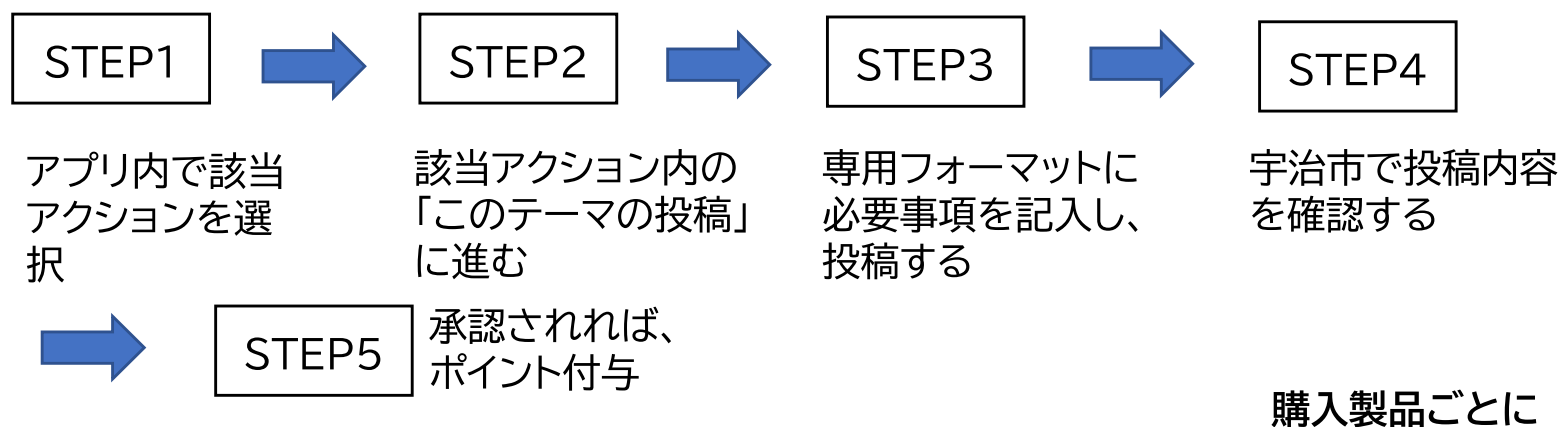 STEP1
アプリ内で該当
アクションを選
択
STEP2
該当アクション内の
「このテーマの投稿」
に進む
STEP3
専用フォーマットに
必要事項を記入し、
投稿する
STEP4
宇治市で投稿内容
を確認する
STEP5
承認されれば、
ポイント付与
購入製品ごとに